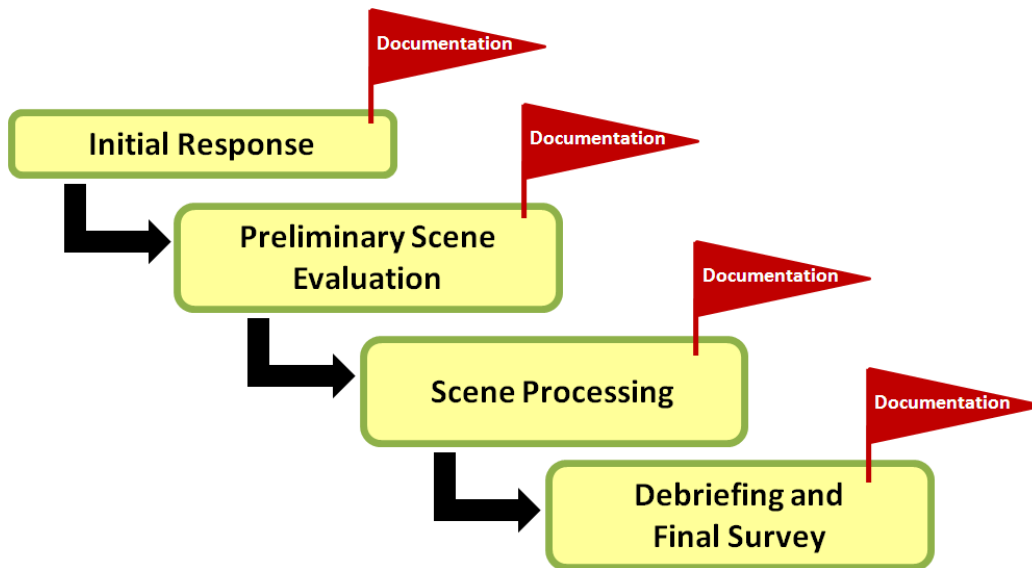 Documentation
Initial Response
Documentation
Preliminary Scene
Evaluation
Documentation
Scene Processing
Documentation
Debriefing and
Final Survey